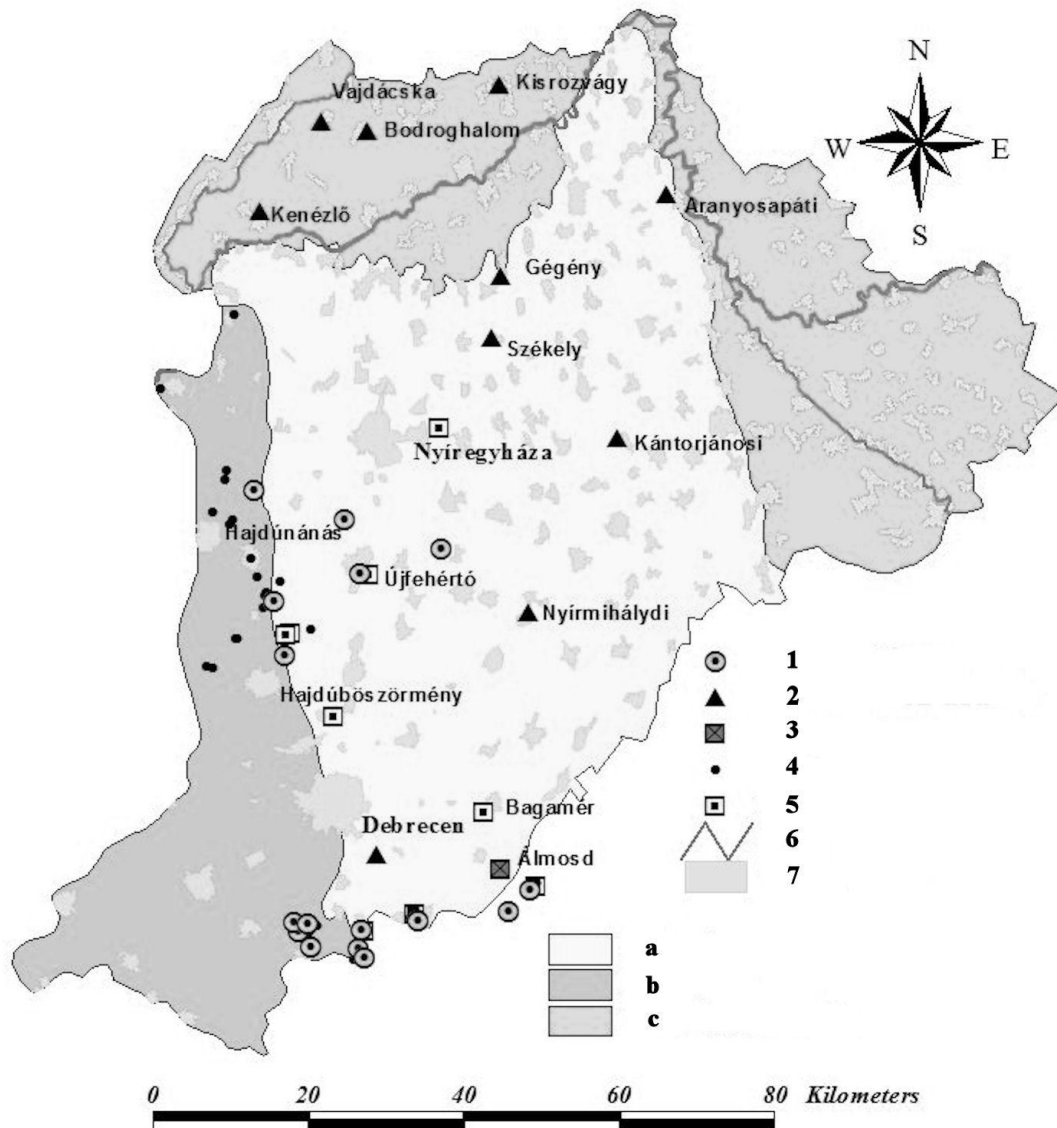 N
W
E
S
Kisrozvágy
Vajdácska
Bodroghalom
Kenézlő
Aranyosapáti
Gégény
Székely
Nyíregyháza
Kántorjánosi
Hajdúnánás
Újfehértó
Nyírmihálydi
1
2
3
4
5
6
7
Hajdúböszörmény
Bagamér
Debrecen
Álmosd
a
b
c
0 20 40 60 80 Kilometers